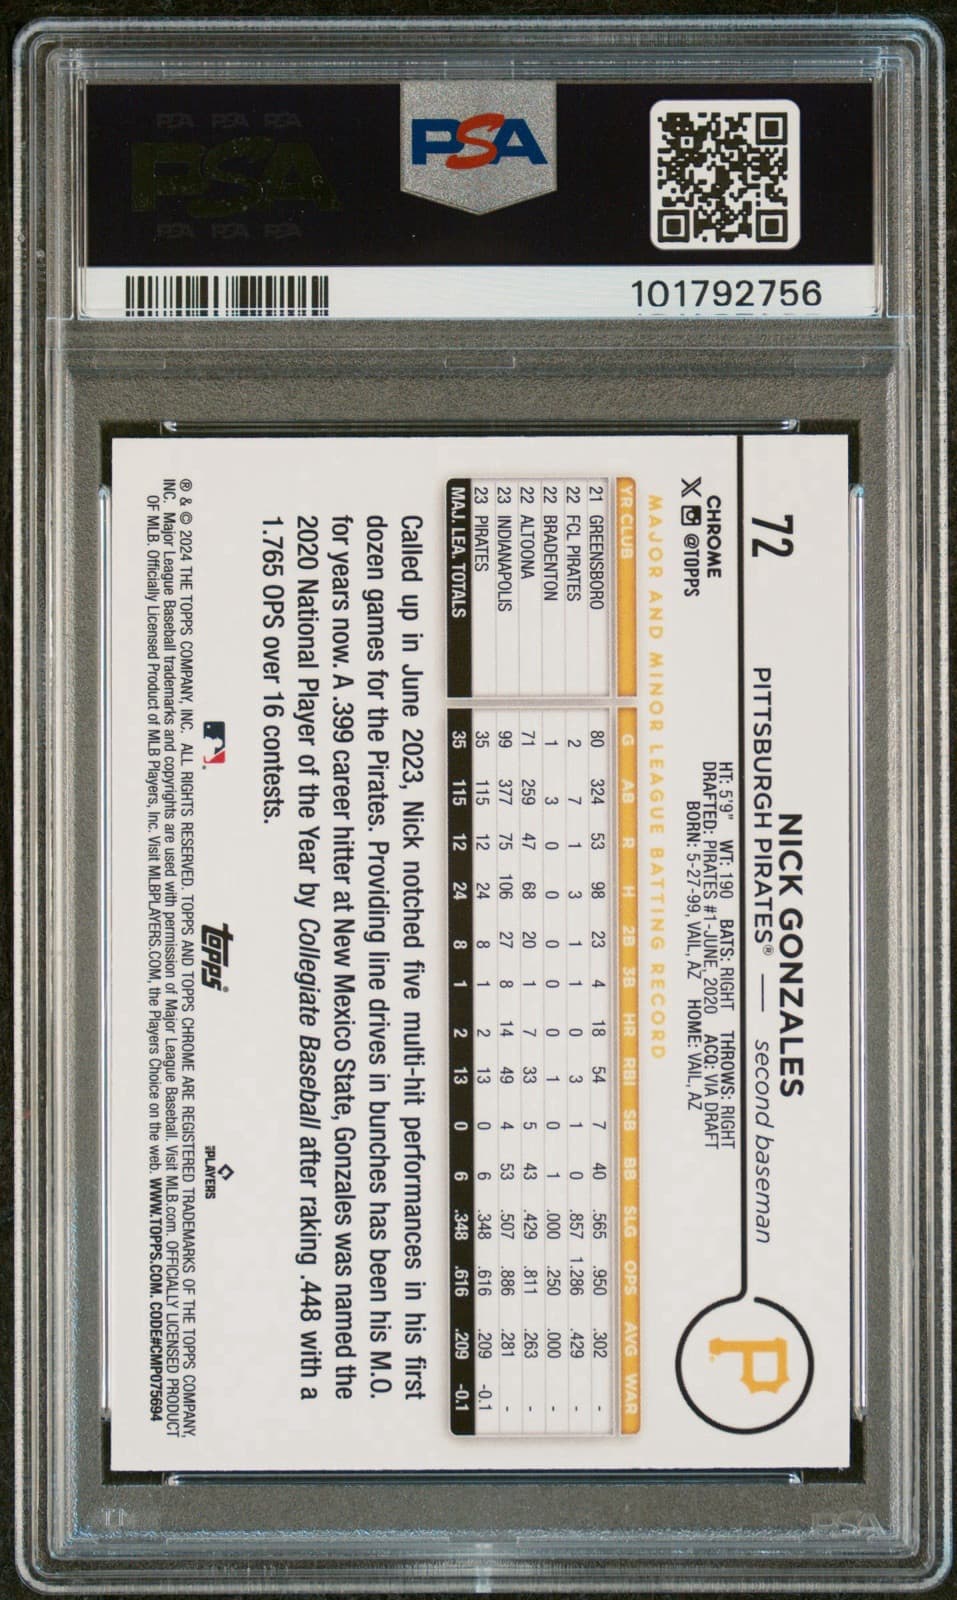 PSA
PSA PSA PSA
PSA
PSA PSA PSA
101792756
72
NICK GONZALES
PITTSBURGH PIRATES® — second baseman
CHROME
X @TOPPS
HT: 5'9" WT: 190 BATS: RIGHT THROWS: RIGHT
DRAFTED: PIRATES #1-JUNE, 2020 ACQ: VIA DRAFT
BORN: 5-27-99, VAIL, AZ HOME: VAIL, AZ
P
MAJOR AND MINOR LEAGUE BATTING RECORD
YR CLUB G AB R H 2B 3B HR RBI SB BB SLG OPS AVG WAR
21 GREENSBORO 80 324 53 98 23 4 18 54 7 40 .565 .950 .302 -
22 FCL PIRATES 2 7 1 3 1 1 0 3 1 0 .857 1.286 .429 -
22 BRADENTON 1 3 0 0 0 0 0 1 0 1 .000 .250 .000 -
22 ALTOONA 71 259 47 68 20 1 7 33 5 43 .429 .811 .263 -
23 INDIANAPOLIS 99 377 75 106 27 8 14 49 4 53 .507 .886 .281 -
23 PIRATES 35 115 12 24 8 1 2 13 0 6 .348 .616 .209 -0.1
MAJ. LEA. TOTALS 35 115 12 24 8 1 2 13 0 6 .348 .616 .209 -0.1
Called up in June 2023, Nick notched five multi-hit performances in his first
dozen games for the Pirates. Providing line drives in bunches has been his M.O.
for years now. A .399 career hitter at New Mexico State, Gonzales was named the
2020 National Player of the Year by Collegiate Baseball after raking .448 with a
1.765 OPS over 16 contests.
topps®
MLB PLAYERS
® & © 2024 THE TOPPS COMPANY, INC. ALL RIGHTS RESERVED. TOPPS AND TOPPS CHROME ARE REGISTERED TRADEMARKS OF THE TOPPS COMPANY,
INC. Major League Baseball trademarks and copyrights are used with permission of Major League Baseball. Visit MLB.com. OFFICIALLY LICENSED PRODUCT
OF MLB. Officially Licensed Product of MLB Players, Inc. Visit MLBPLAYERS.COM, the Players Choice on the web. WWW.TOPPS.COM. CODE#CMP075694
PSA